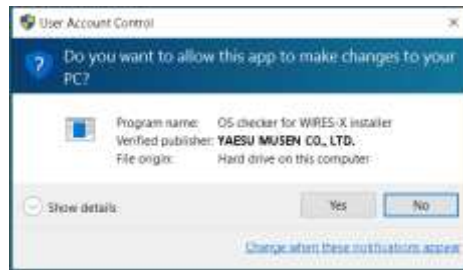 User Account Control
Do you want to allow this app to make changes to your
PC?
Program name: OS checker for WIRES-X installer
Verified publisher: YAESU MUSEN CO., LTD.
File origin: Hard drive on this computer
Show details
Yes
No
Change when these notifications appear